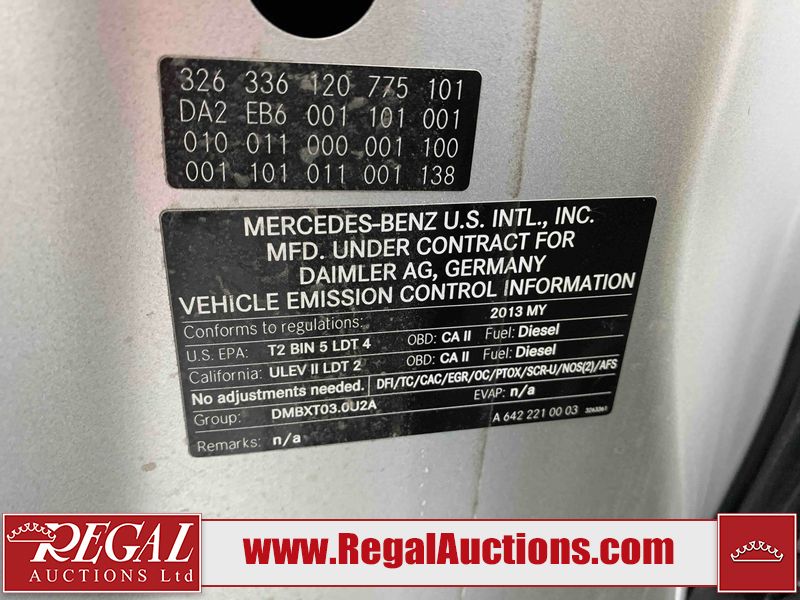 326 336 120 775 101
DA2 EB6 001 101 001
010 011 000 001 100
001 101 011 001 138
MERCEDES-BENZ U.S. INTL., INC.
MFD. UNDER CONTRACT FOR
DAIMLER AG, GERMANY
VEHICLE EMISSION CONTROL INFORMATION
Conforms to regulations: 2013 MY
U.S. EPA: T2 BIN 5 LDT 4 OBD: CA II Fuel: Diesel
California: ULEV II LDT 2 OBD: CA II Fuel: Diesel
No adjustments needed. DFI/TC/CAC/EGR/OC/PTOX/SCR-U/NOS(2)/AFS
Group: DMBXT03.0U2A EVAP: n/a
Remarks: n/a A 642 221 00 03 3263361
REGAL
AUCTIONS Ltd
www.RegalAuctions.com